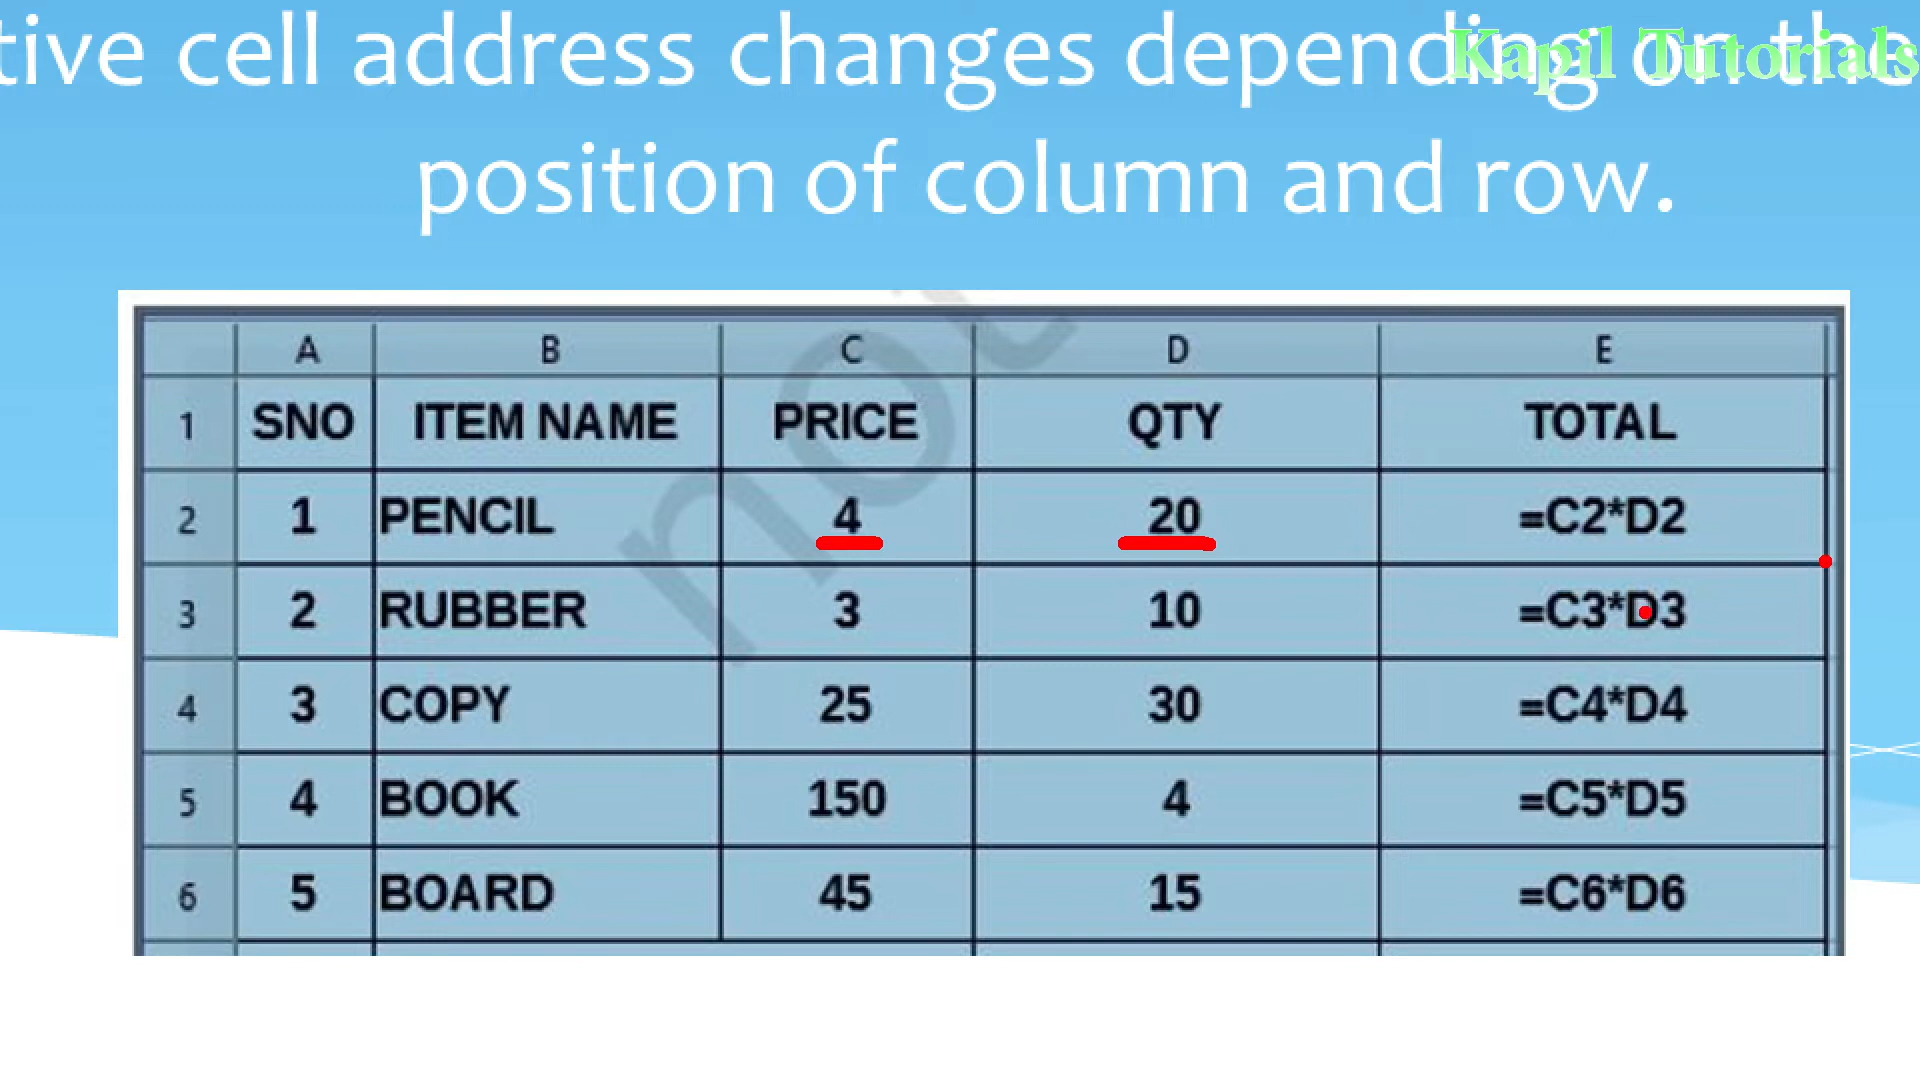 tive cell address changes depending on the
Kapil Tutorials
position of column and row.
A B C D E
1 SNO ITEM NAME PRICE QTY TOTAL
2 1 PENCIL 4 20 =C2*D2
3 2 RUBBER 3 10 =C3*D3
4 3 COPY 25 30 =C4*D4
5 4 BOOK 150 4 =C5*D5
6 5 BOARD 45 15 =C6*D6
not